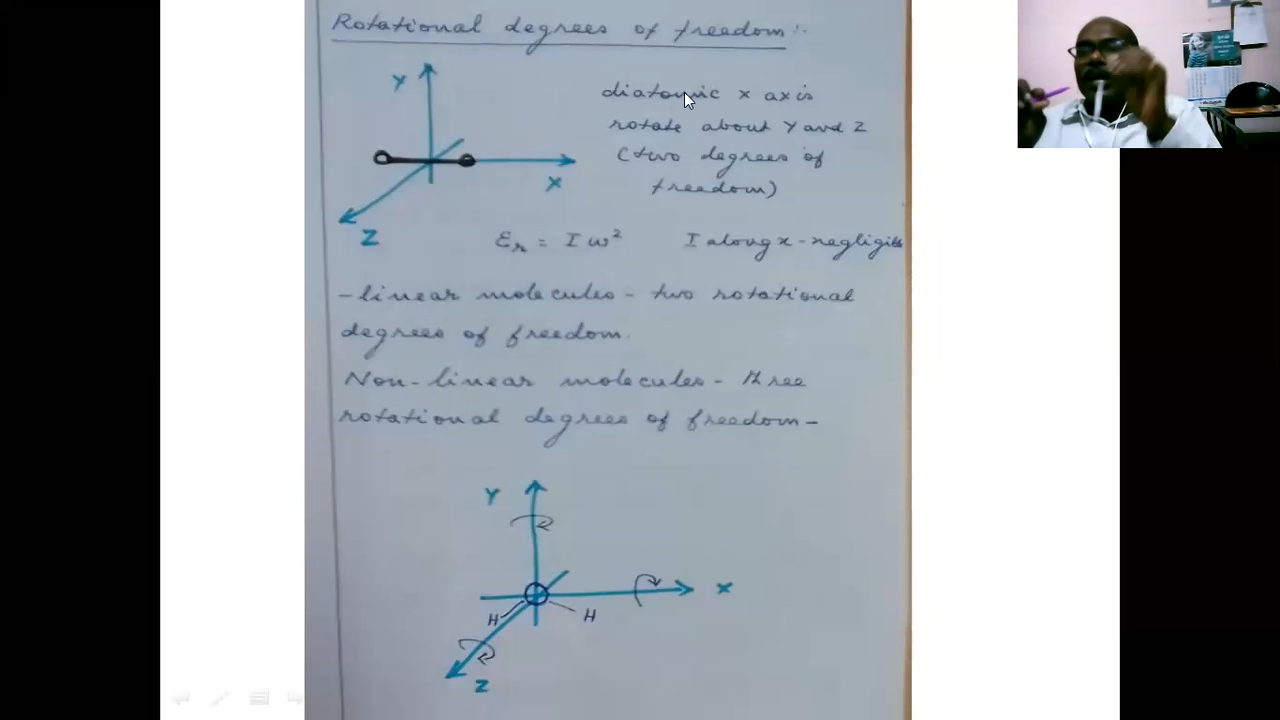 Rotational degrees of freedom:-
Y
X
Z
diatomic x axis
rotate about Y and Z
(two degrees of
freedom)
Er = I ω²    I along x - negligible
- linear molecules - two rotational
degrees of freedom.
Non-linear molecules - three
rotational degrees of freedom -
Y
X
H
H
Z